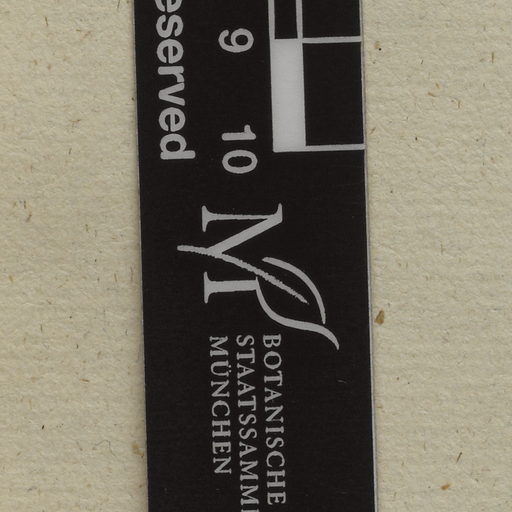 eserved
9 10
M
BOTANISCHE
STAATSSAMM
MÜNCHEN